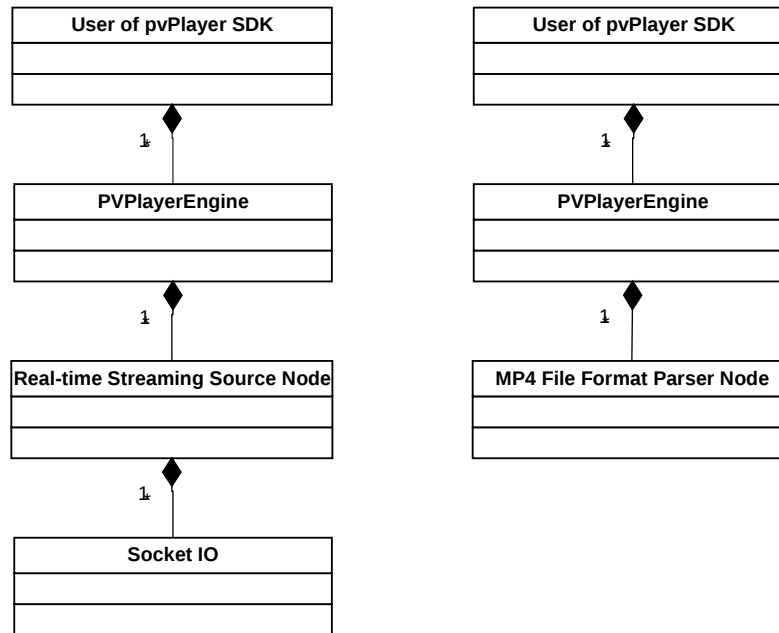 User of pvPlayer SDK
1
*
PVPlayerEngine
1
*
Real-time Streaming Source Node
1
*
Socket IO
User of pvPlayer SDK
1
*
PVPlayerEngine
1
*
MP4 File Format Parser Node